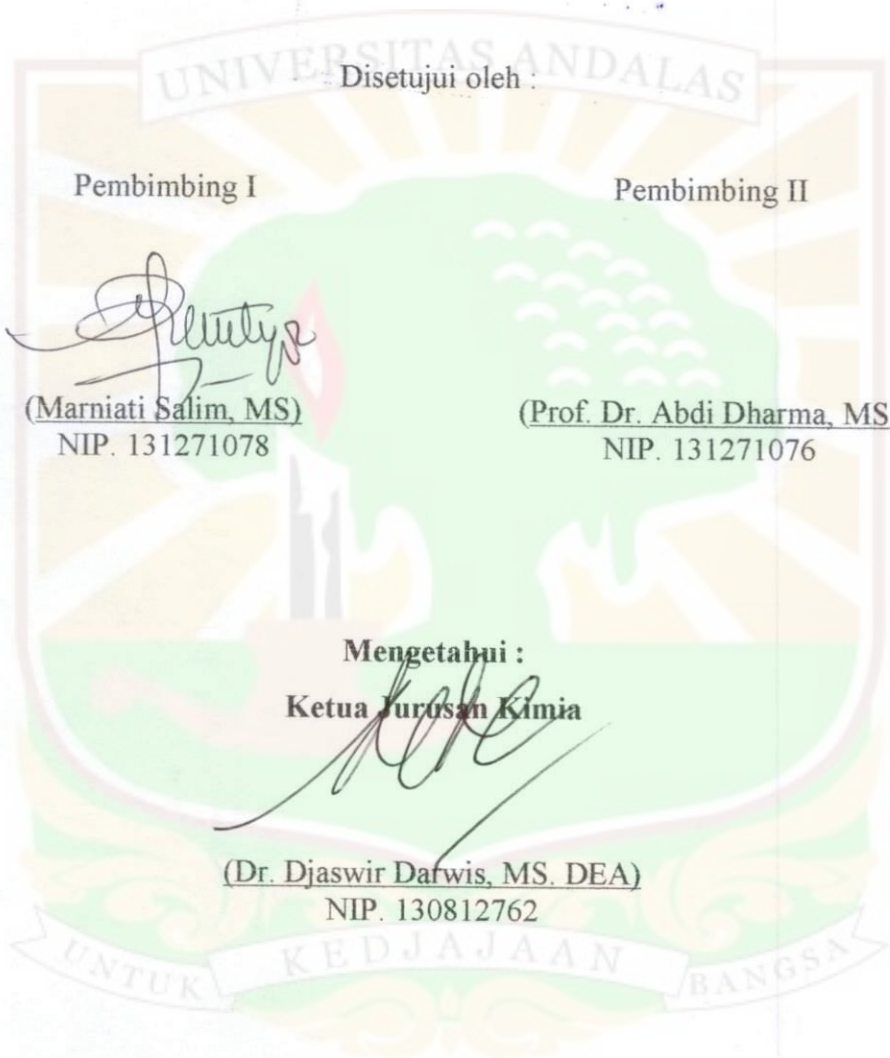 UNIVERSITAS ANDALAS
Disetujui oleh :
Pembimbing I
Pembimbing II
(Marniati Salim, MS)
NIP. 131271078
(Prof. Dr. Abdi Dharma, MS
NIP. 131271076
Mengetahui :
Ketua Jurusan Kimia
(Dr. Djaswir Darwis, MS. DEA)
NIP. 130812762
UNTUK KEDJAJAAN BANGSA